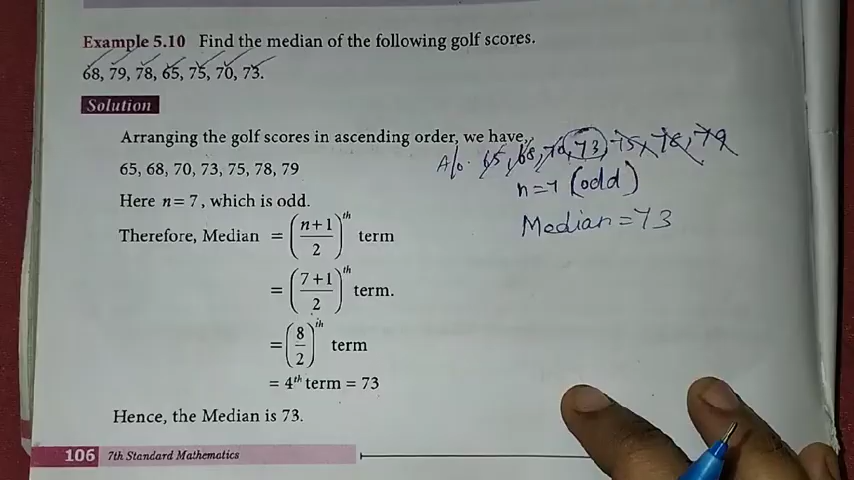 Example 5.10 Find the median of the following golf scores.
68, 79, 78, 65, 75, 70, 73.
Solution
Arranging the golf scores in ascending order, we have,
A/o. 65, 68, 70, 73, 75, 78, 79
65, 68, 70, 73, 75, 78, 79
n=7 (odd)
Here n = 7, which is odd.
Median = 73
Therefore, Median = ((n+1)/2)^th term
= ((7+1)/2)^th term.
= (8/2)^th term
= 4^th term = 73
Hence, the Median is 73.
106 7th Standard Mathematics